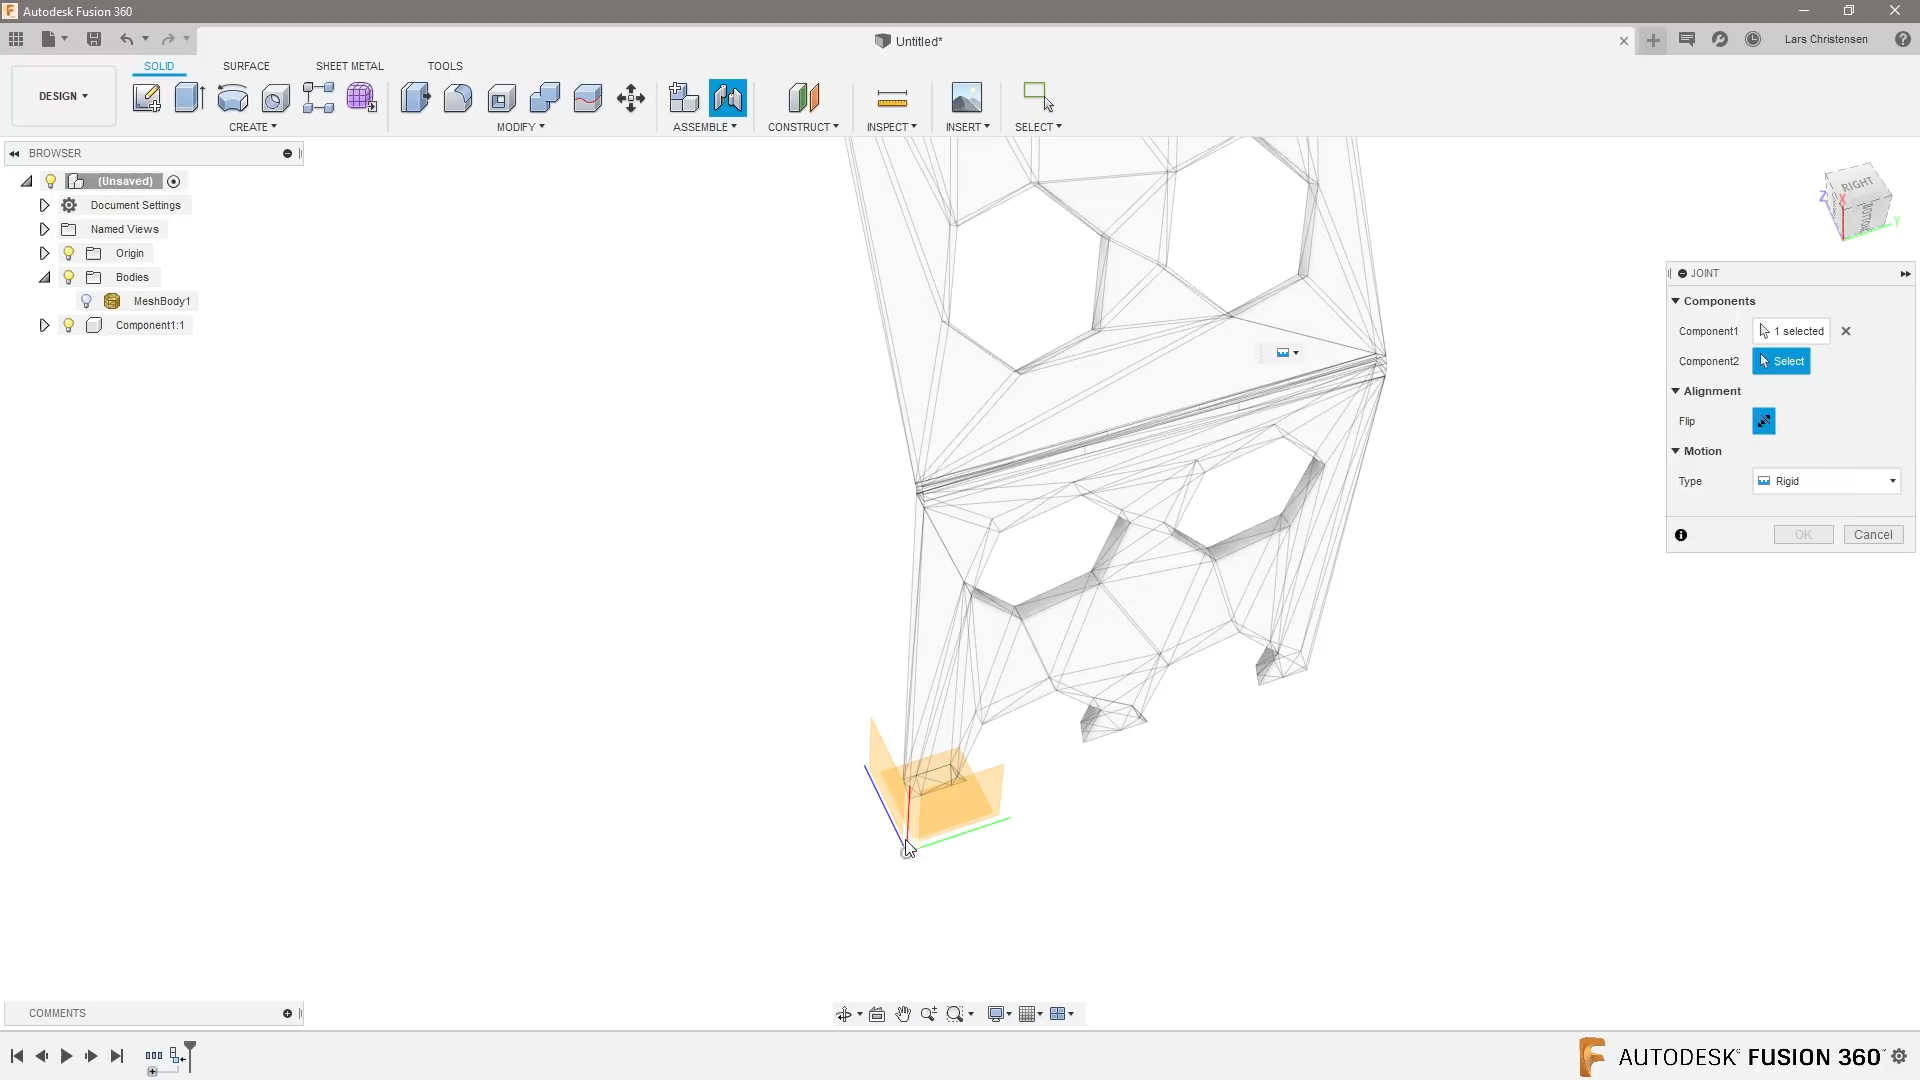 Autodesk Fusion 360
Untitled*
Lars Christensen
DESIGN
SOLID
SURFACE
SHEET METAL
TOOLS
CREATE
MODIFY
ASSEMBLE
CONSTRUCT
INSPECT
INSERT
SELECT
BROWSER
(Unsaved)
Document Settings
Named Views
Origin
Bodies
MeshBody1
Component1:1
RIGHT
BOTTOM
Z
X
Y
JOINT
Components
Component1
1 selected
Component2
Select
Alignment
Flip
Motion
Type
Rigid
OK
Cancel
COMMENTS
AUTODESK FUSION 360